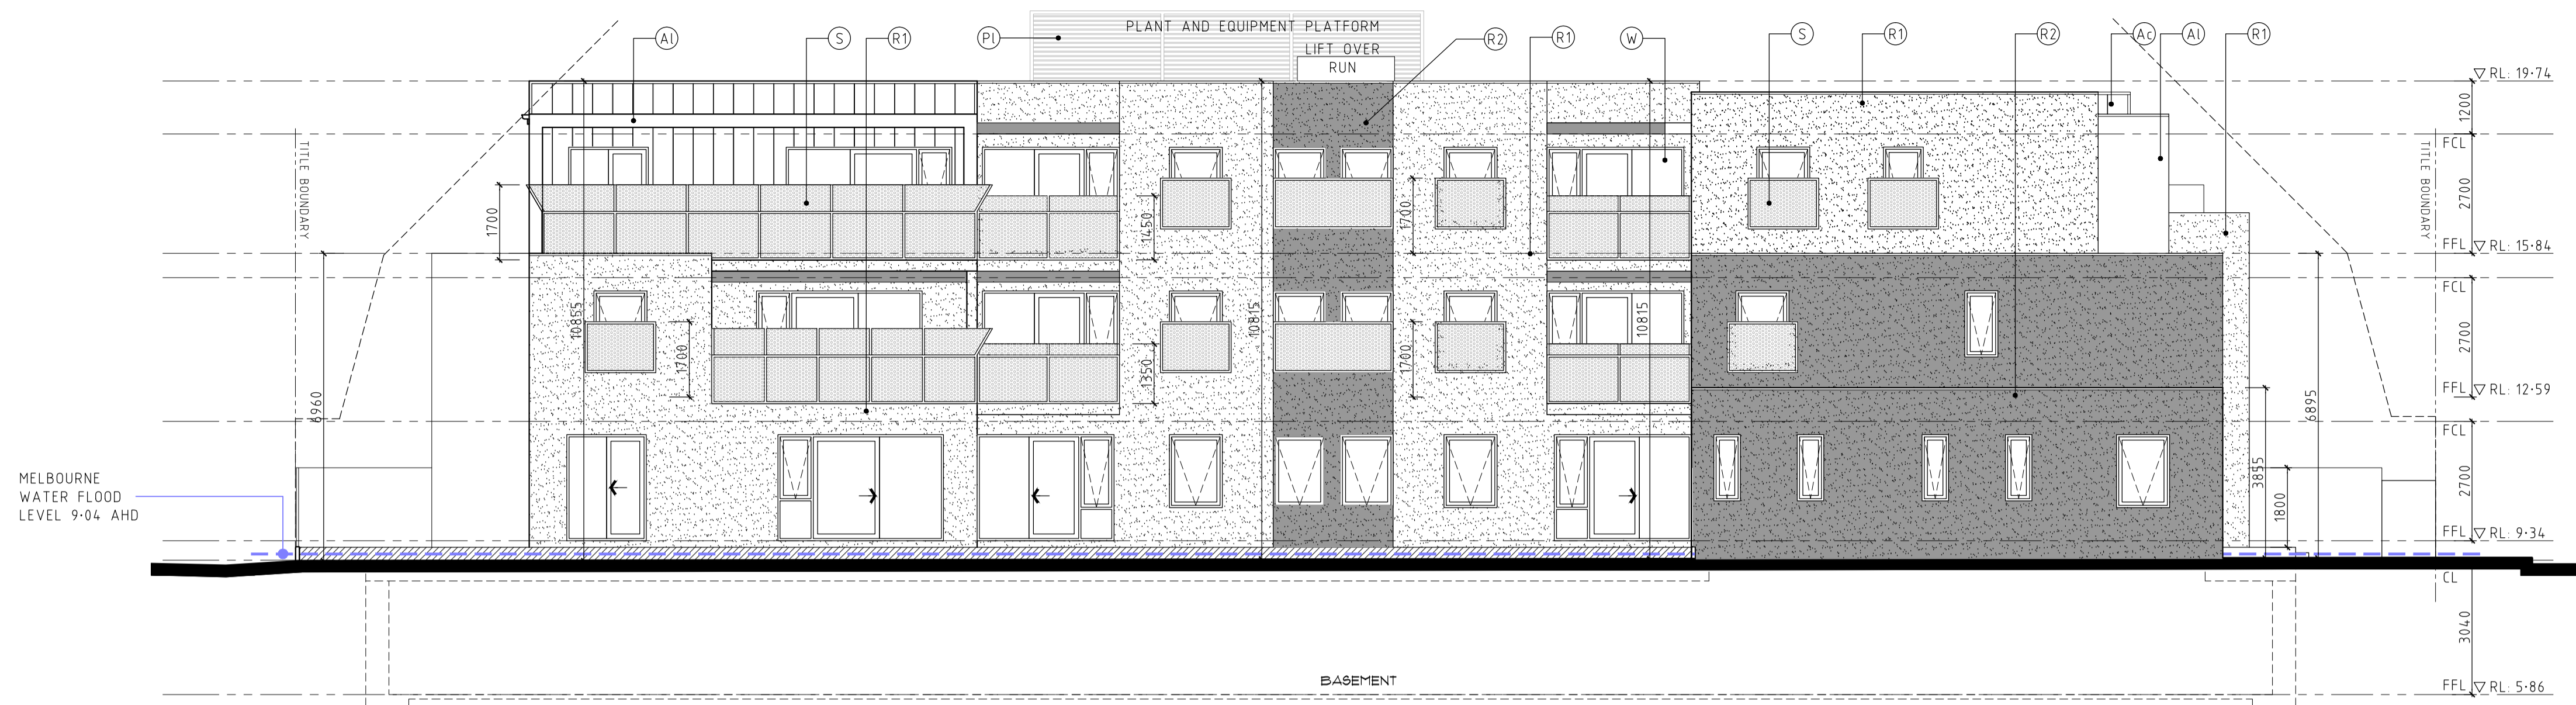 PLANT AND EQUIPMENT PLATFORM
LIFT OVER
RUN
Al
S
R1
Pl
R2
R1
W
S
R1
R2
Ac
Al
R1
RL: 19·74
1200
TITLE BOUNDARY
TITLE BOUNDARY
FCL
2700
1700
1450
1700
FFL
RL: 15·84
FCL
10855
10815
10815
2700
1700
1350
1700
6960
6895
FFL
RL: 12·59
FCL
2700
3855
1800
MELBOURNE
WATER FLOOD
LEVEL 9·04 AHD
FFL
RL: 9·34
CL
3040
BASEMENT
FFL
RL: 5·86